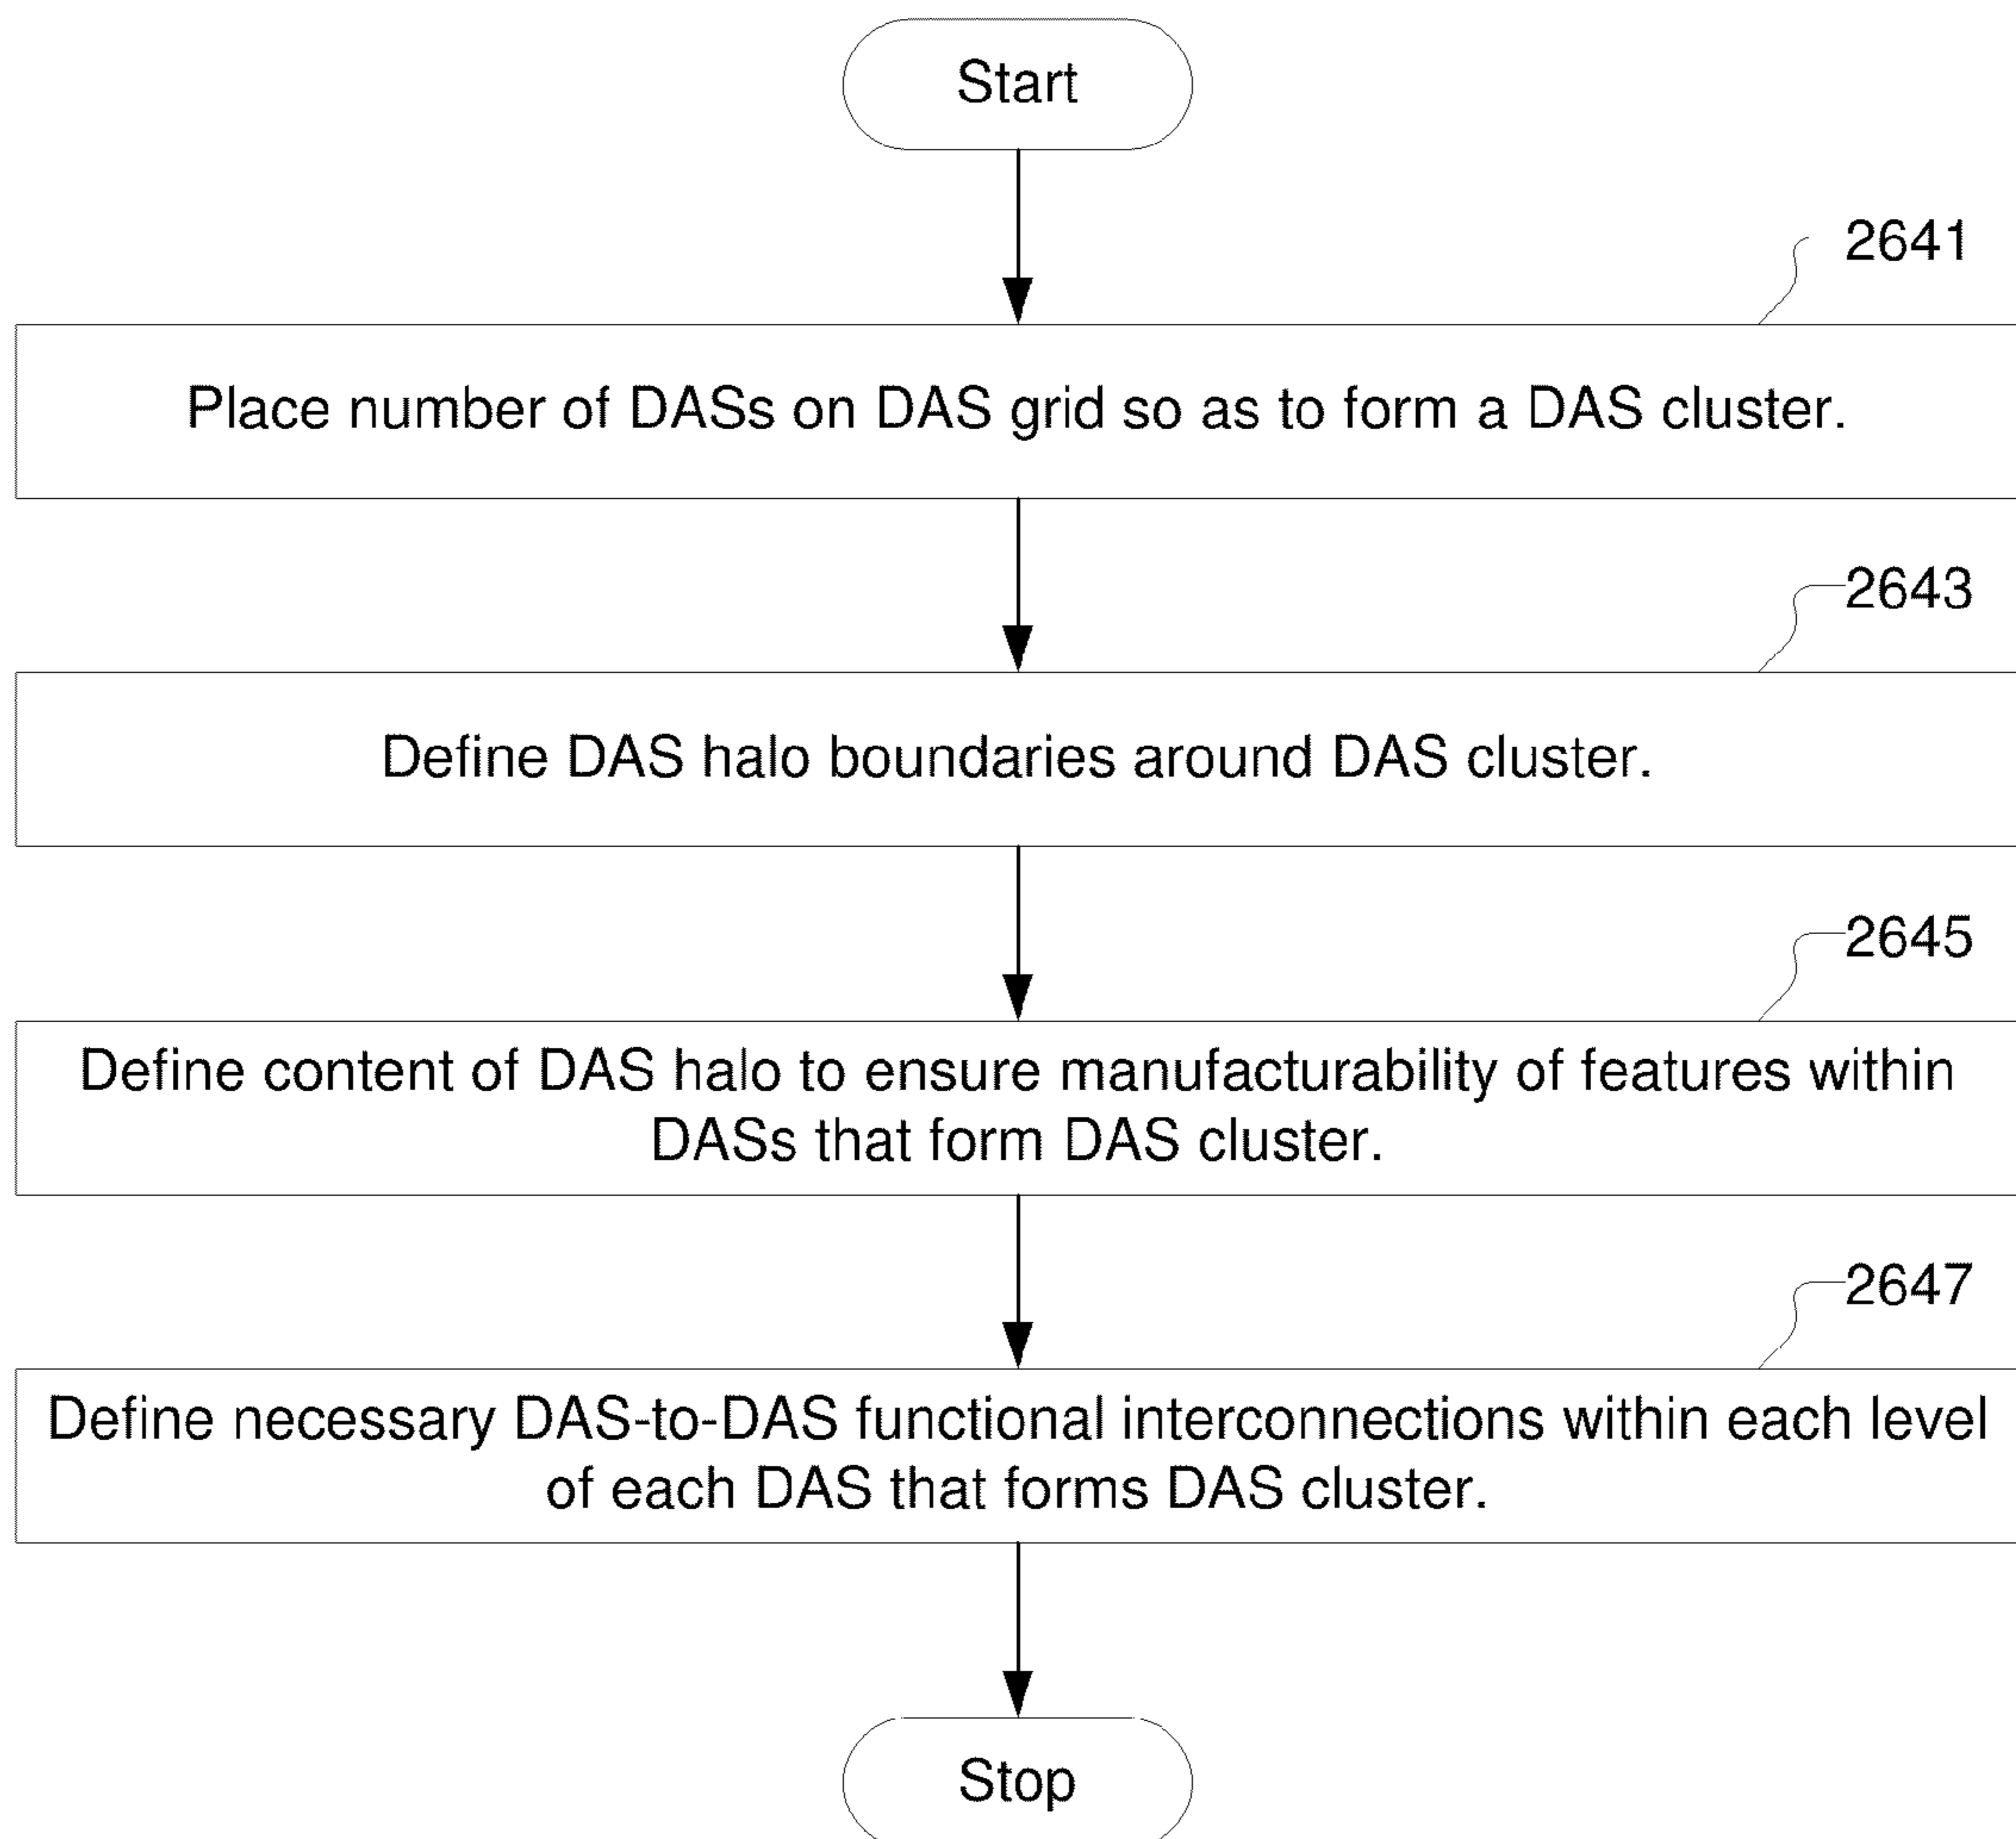 Start
2641
Place number of DASs on DAS grid so as to form a DAS cluster.
2643
Define DAS halo boundaries around DAS cluster.
2645
Define content of DAS halo to ensure manufacturability of features within
DASs that form DAS cluster.
2647
Define necessary DAS-to-DAS functional interconnections within each level
of each DAS that forms DAS cluster.
Stop